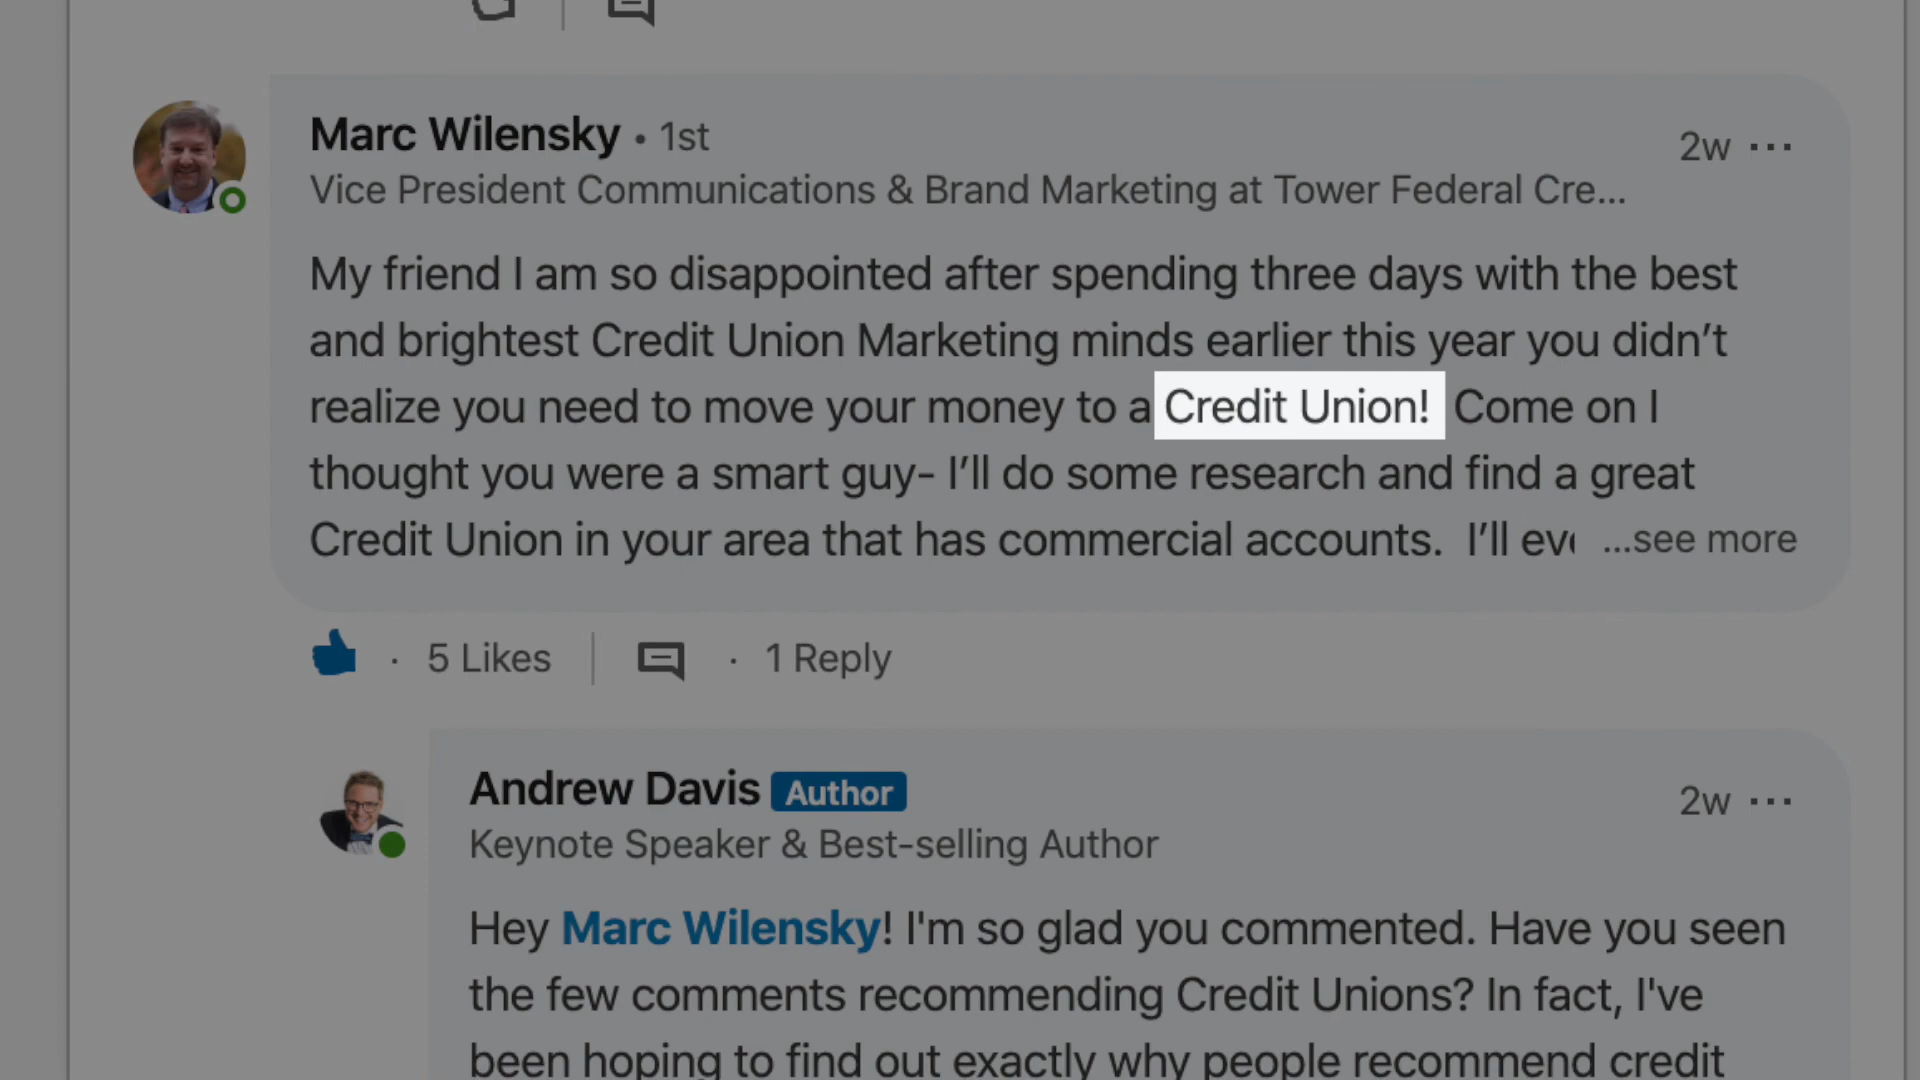 Marc Wilensky • 1st
2w ...
Vice President Communications & Brand Marketing at Tower Federal Cre...
My friend I am so disappointed after spending three days with the best
and brightest Credit Union Marketing minds earlier this year you didn’t
realize you need to move your money to a Credit Union! Come on I
thought you were a smart guy- I’ll do some research and find a great
Credit Union in your area that has commercial accounts. I’ll eve ...see more
· 5 Likes
· 1 Reply
Andrew Davis Author
2w ...
Keynote Speaker & Best-selling Author
Hey Marc Wilensky! I'm so glad you commented. Have you seen
the few comments recommending Credit Unions? In fact, I've
been hoping to find out exactly why people recommend credit